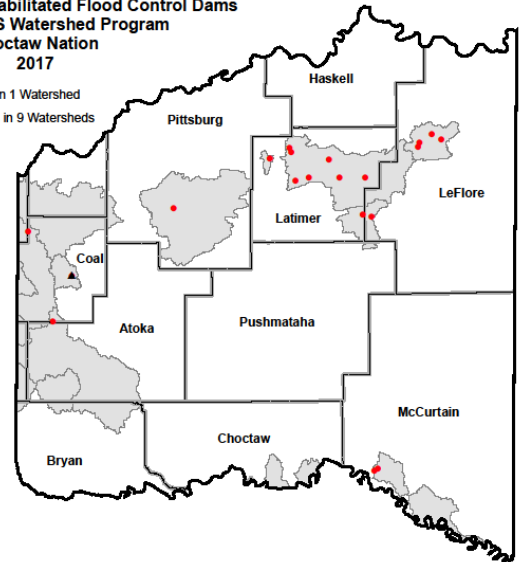 abilitated Flood Control Dams
S Watershed Program
octaw Nation
2017
n 1 Watershed
in 9 Watersheds
Haskell
Pittsburg
LeFlore
Latimer
Coal
Atoka
Pushmataha
McCurtain
Choctaw
Bryan